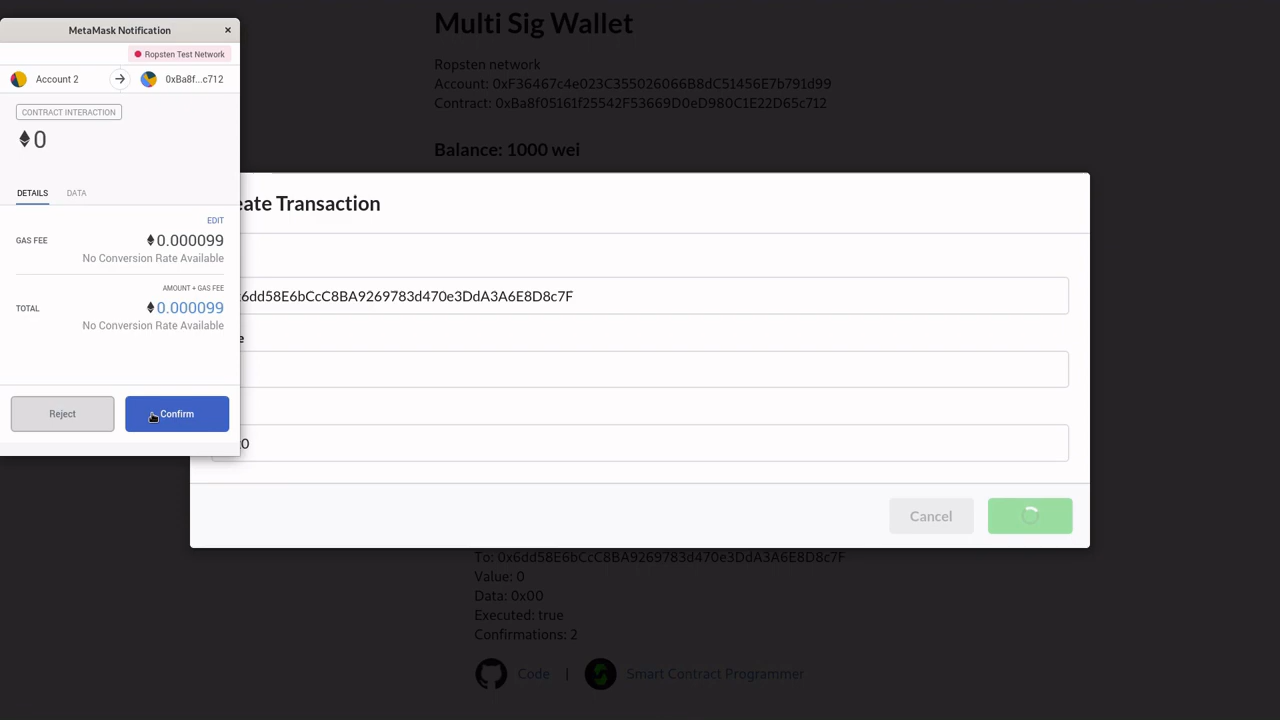 MetaMask Notification
×
Ropsten Test Network
Account 2
0xBa8f...c712
CONTRACT INTERACTION
0
DETAILS
DATA
EDIT
GAS FEE
0.000099
No Conversion Rate Available
AMOUNT + GAS FEE
TOTAL
0.000099
No Conversion Rate Available
Reject
Confirm
Multi Sig Wallet
Ropsten network
Account: 0xF36467c4e023C355026066B8dC51456E7b791d99
Contract: 0xBa8f05161f25542F53669D0eD980C1E22D65c712
Balance: 1000 wei
eate Transaction
6dd58E6bCcC8BA9269783d470e3DdA3A6E8D8c7F
e
0
Cancel
To: 0x6dd58E6bCcC8BA9269783d470e3DdA3A6E8D8c7F
Value: 0
Data: 0x00
Executed: true
Confirmations: 2
Code | Smart Contract Programmer